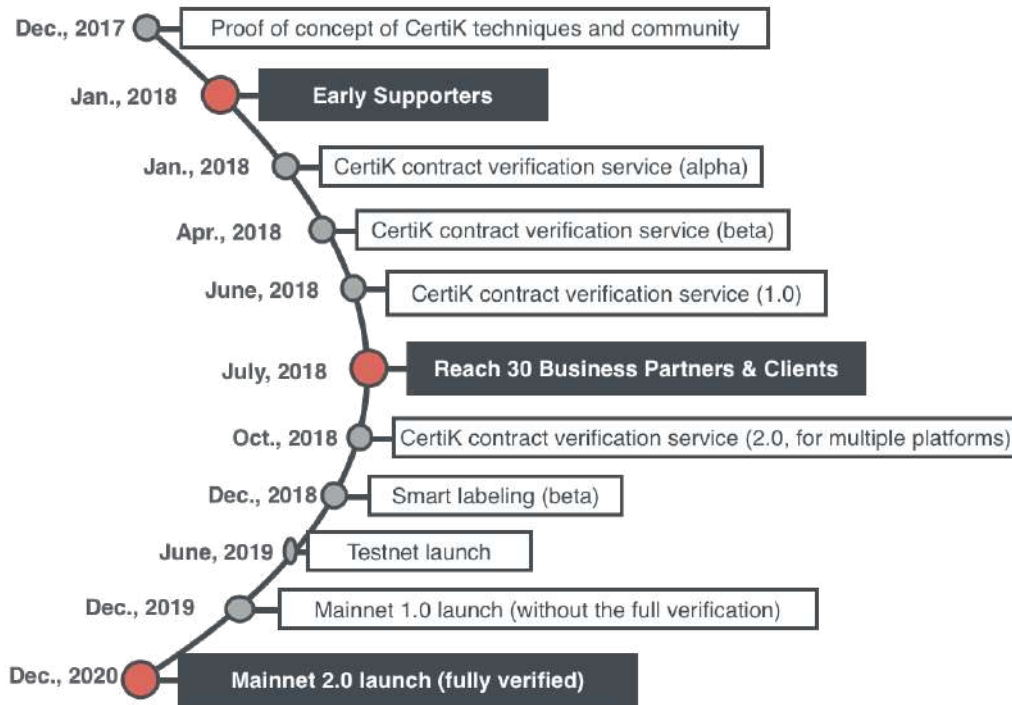 Dec., 2017 Proof of concept of CertiK techniques and community
Jan., 2018 Early Supporters
Jan., 2018 CertiK contract verification service (alpha)
Apr., 2018 CertiK contract verification service (beta)
June, 2018 CertiK contract verification service (1.0)
July, 2018 Reach 30 Business Partners & Clients
Oct., 2018 CertiK contract verification service (2.0, for multiple platforms)
Dec., 2018 Smart labeling (beta)
June, 2019 Testnet launch
Dec., 2019 Mainnet 1.0 launch (without the full verification)
Dec., 2020 Mainnet 2.0 launch (fully verified)